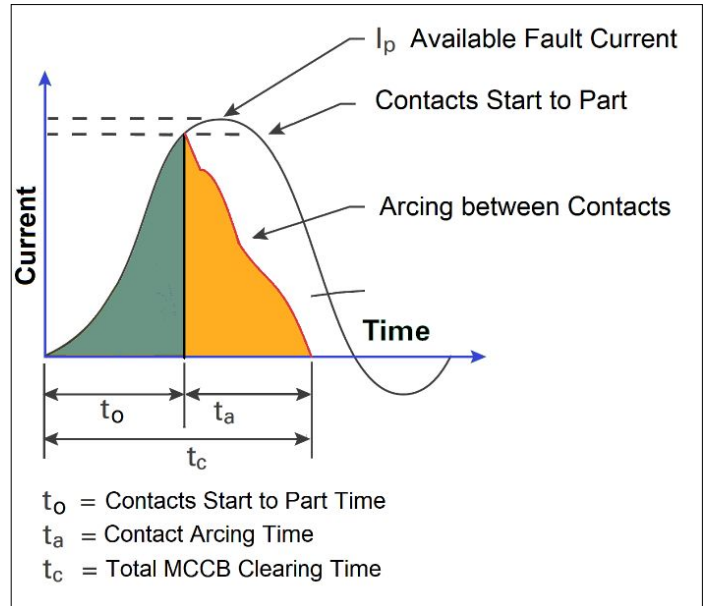 Ip Available Fault Current
Contacts Start to Part
Arcing between Contacts
Current
Time
to
ta
tc
to = Contacts Start to Part Time
ta = Contact Arcing Time
tc = Total MCCB Clearing Time